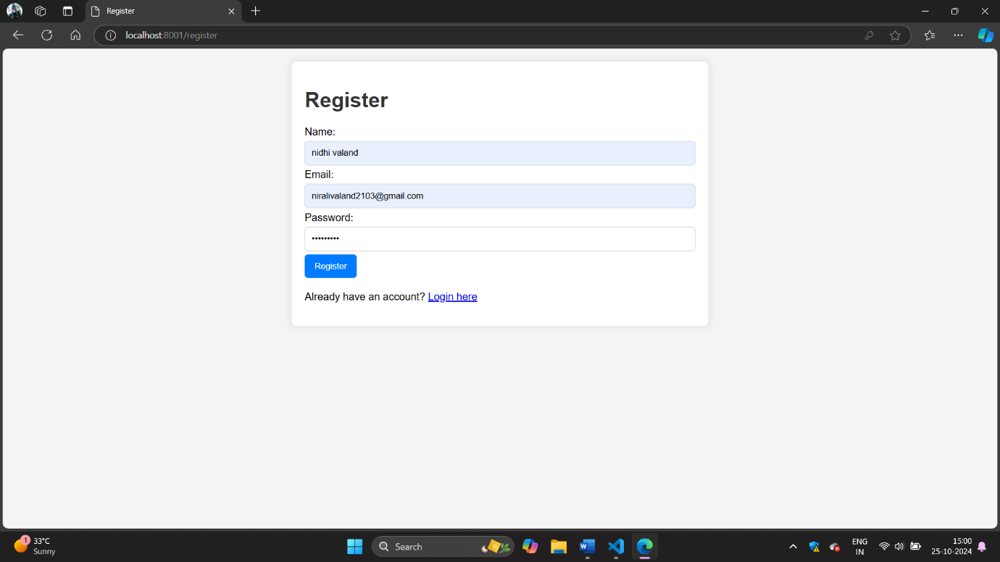 Register
localhost:8001/register
Register
Name:
nidhi valand
Email:
niralivaland2103@gmail.com
Password:
•••••••••
Register
Already have an account? Login here
1
33°C
Sunny
Search
ENG
IN
15:00
25-10-2024